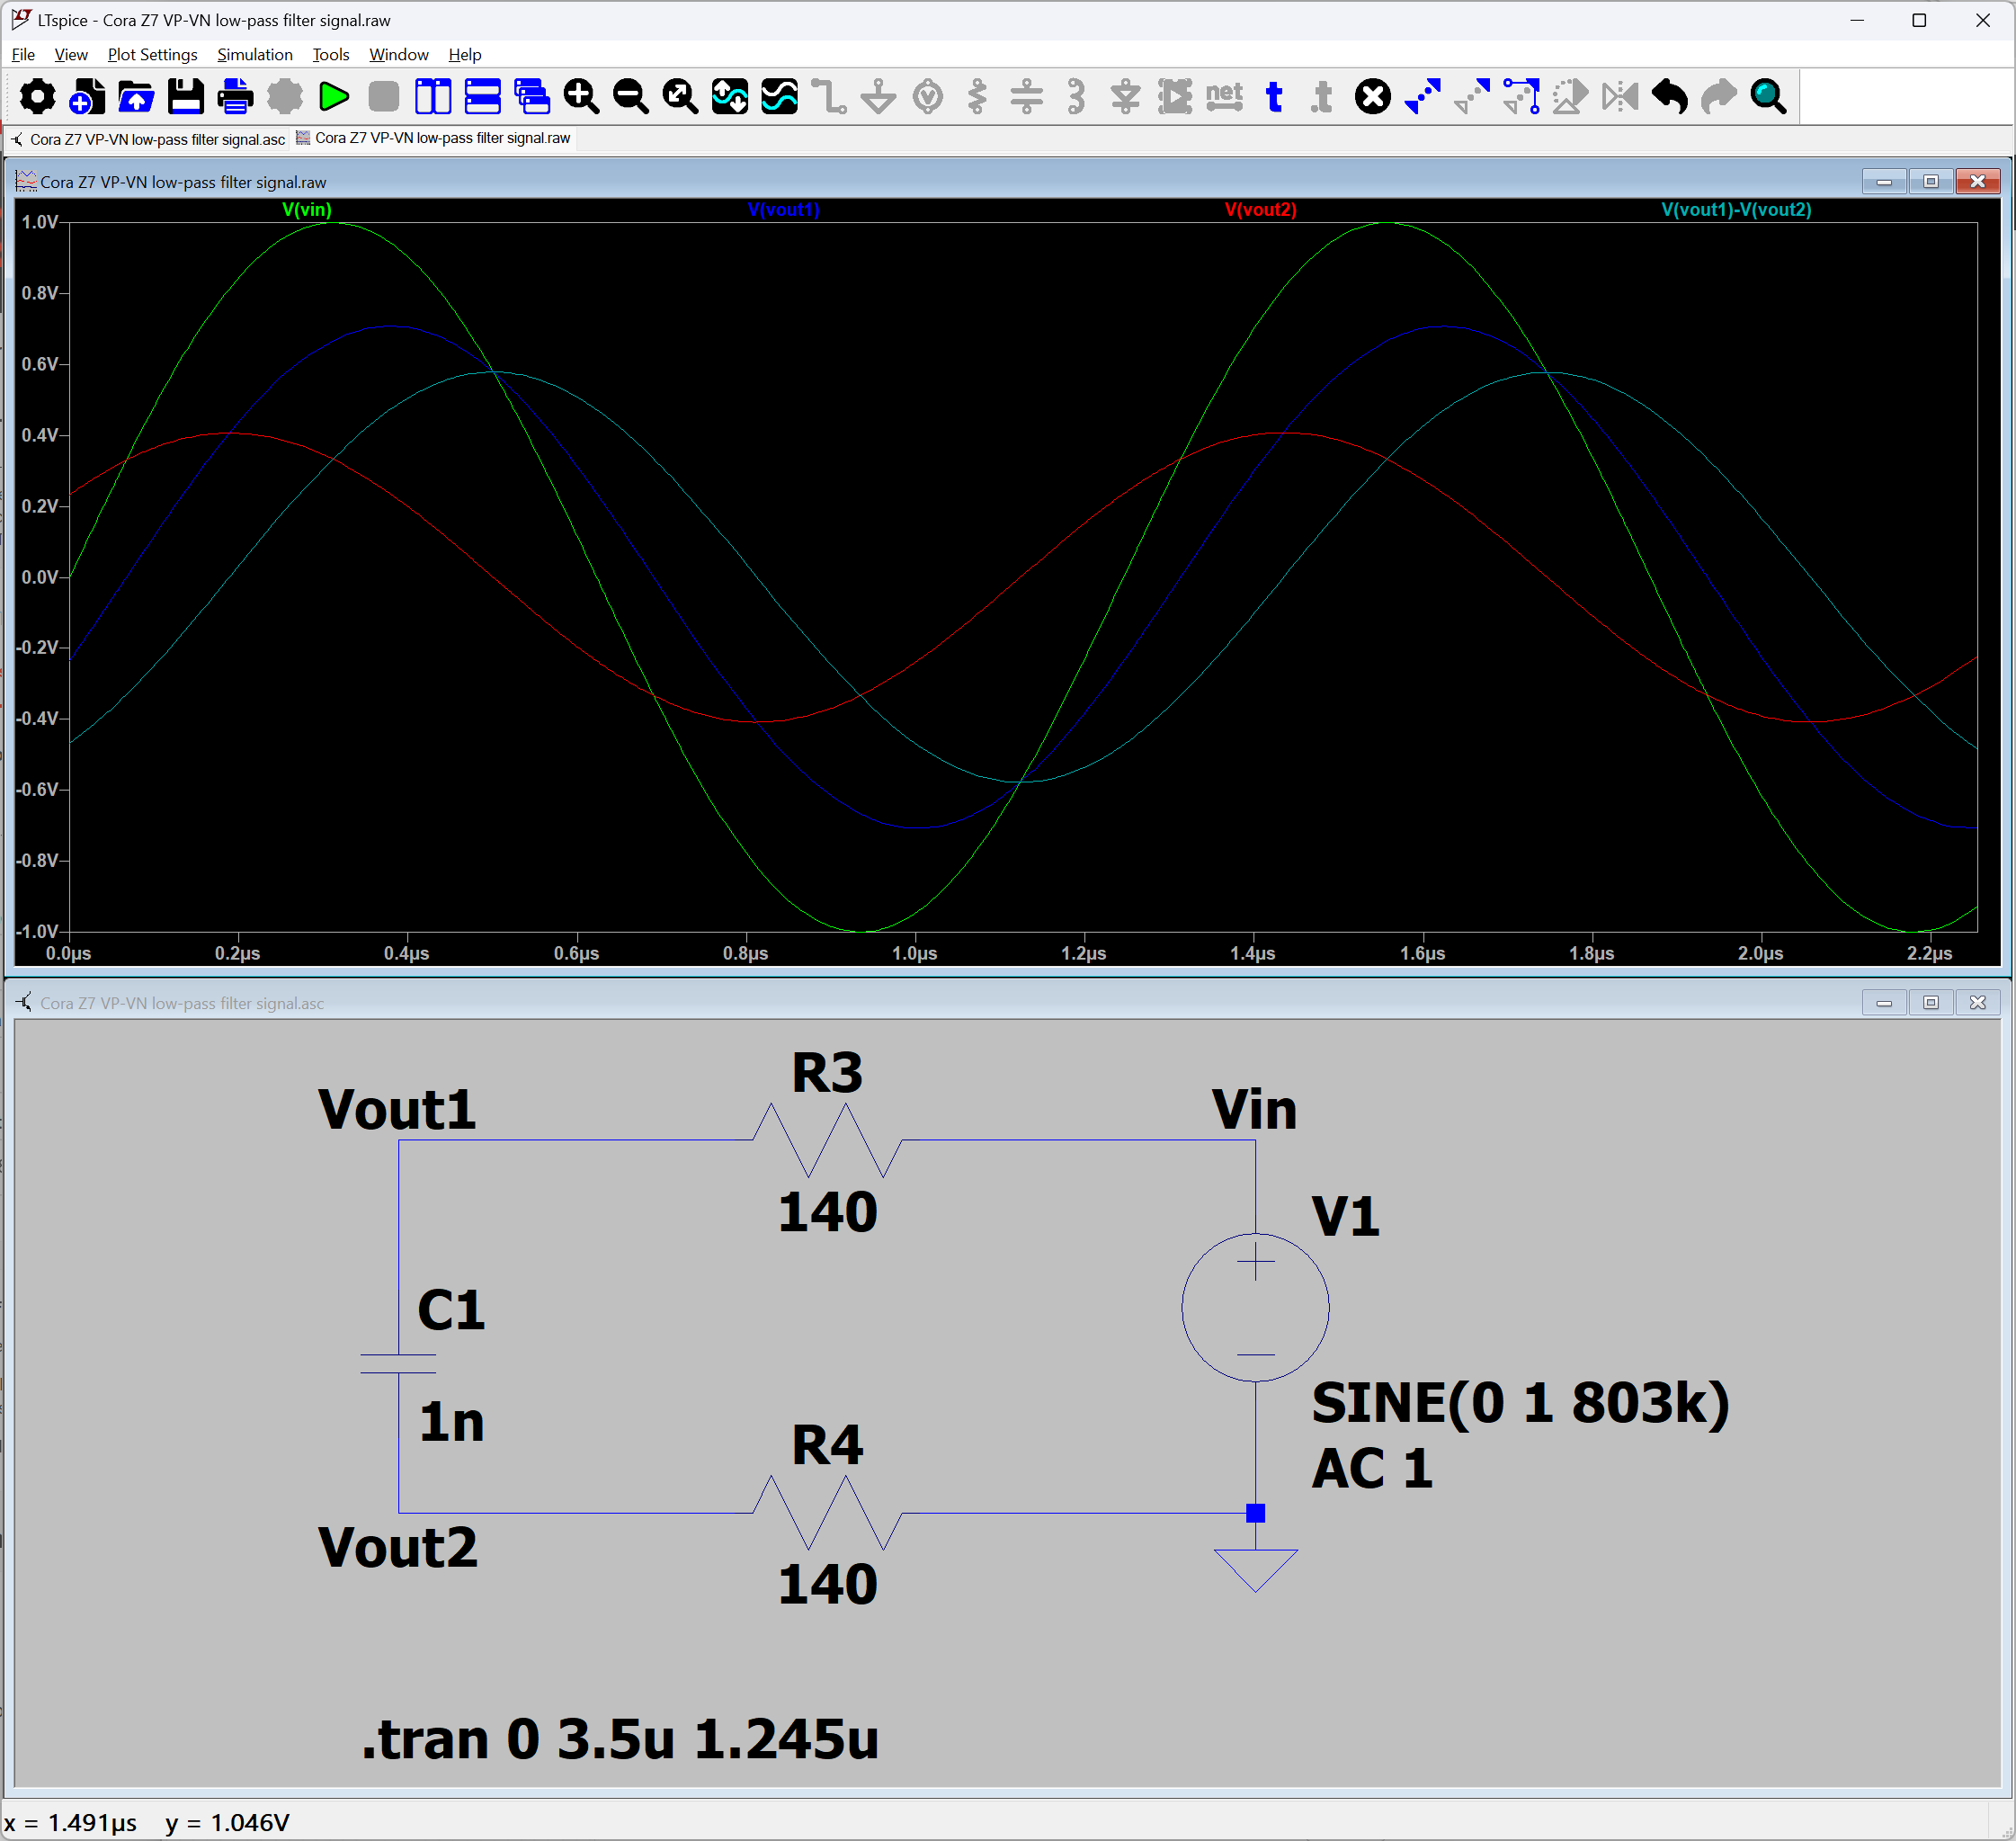 LTspice - Cora Z7 VP-VN low-pass filter signal.raw
File View Plot Settings Simulation Tools Window Help
net t .t
Cora Z7 VP-VN low-pass filter signal.asc Cora Z7 VP-VN low-pass filter signal.raw
Cora Z7 VP-VN low-pass filter signal.raw
V(vin) V(vout1) V(vout2) V(vout1)-V(vout2)
1.0V
0.8V
0.6V
0.4V
0.2V
0.0V
-0.2V
-0.4V
-0.6V
-0.8V
-1.0V
0.0µs 0.2µs 0.4µs 0.6µs 0.8µs 1.0µs 1.2µs 1.4µs 1.6µs 1.8µs 2.0µs 2.2µs
Cora Z7 VP-VN low-pass filter signal.asc
R3
Vout1 Vin
140
V1
C1
1n
SINE(0 1 803k)
R4
AC 1
Vout2
140
.tran 0 3.5u 1.245u
x = 1.491µs y = 1.046V